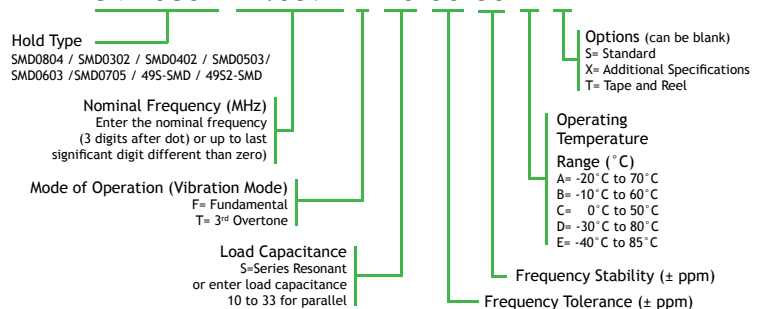 Hold Type
SMD0804 / SMD0302 / SMD0402 / SMD0503/
SMD0603 /SMD0705 / 49S-SMD / 49S2-SMD
Nominal Frequency (MHz)
Enter the nominal frequency
(3 digits after dot) or up to last
significant digit different than zero)
Mode of Operation (Vibration Mode)
F= Fundamental
T= 3rd Overtone
Load Capacitance
S=Series Resonant
or enter load capacitance
10 to 33 for parallel
Options (can be blank)
S= Standard
X= Additional Specifications
T= Tape and Reel
Operating
Temperature
Range (˚C)
A= -20˚C to 70˚C
B= -10˚C to 60˚C
C= 0˚C to 50˚C
D= -30˚C to 80˚C
E= -40˚C to 85˚C
Frequency Stability (± ppm)
Frequency Tolerance (± ppm)